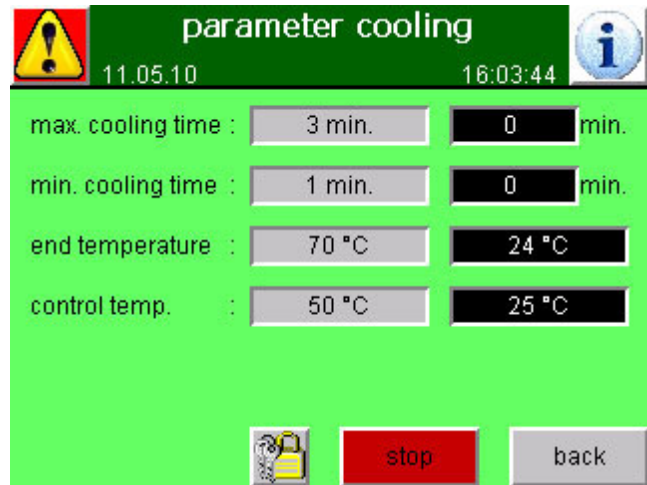 parameter cooling
11.05.10 16:03:44
max. cooling time : 3 min. 0 min.
min. cooling time : 1 min. 0 min.
end temperature : 70 °C 24 °C
control temp. : 50 °C 25 °C
stop back